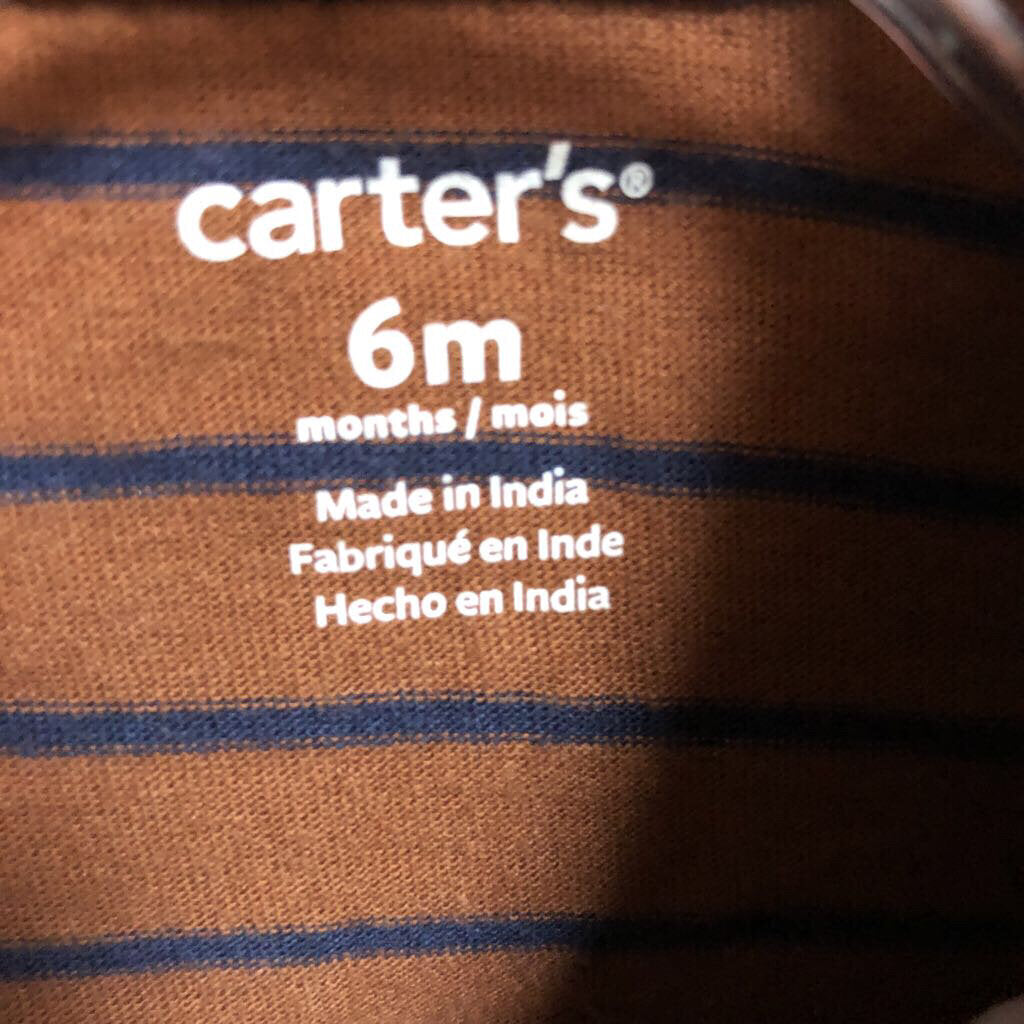 carter's®
6m
months / mois
Made in India
Fabriqué en Inde
Hecho en India